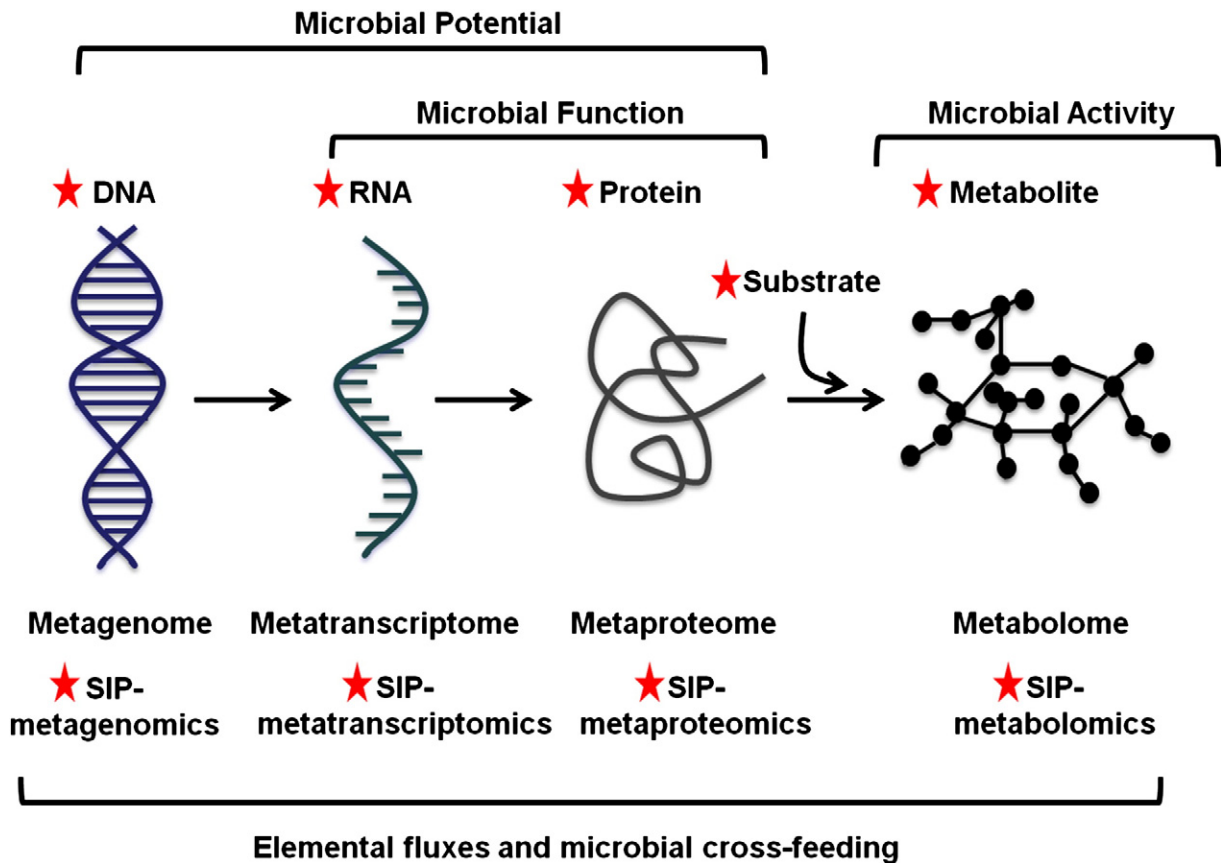 Microbial Potential
Microbial Function
Microbial Activity
DNA
RNA
Protein
Metabolite
Substrate
Metagenome
Metatranscriptome
Metaproteome
Metabolome
SIP-
metagenomics
SIP-
metatranscriptomics
SIP-
metaproteomics
SIP-
metabolomics
Elemental fluxes and microbial cross-feeding